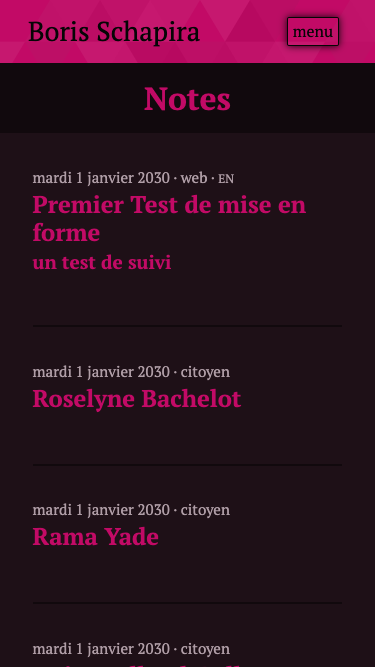 Boris Schapira
menu
Notes
mardi 1 janvier 2030 · web · EN
Premier Test de mise en
forme
un test de suivi
mardi 1 janvier 2030 · citoyen
Roselyne Bachelot
mardi 1 janvier 2030 · citoyen
Rama Yade
mardi 1 janvier 2030 · citoyen